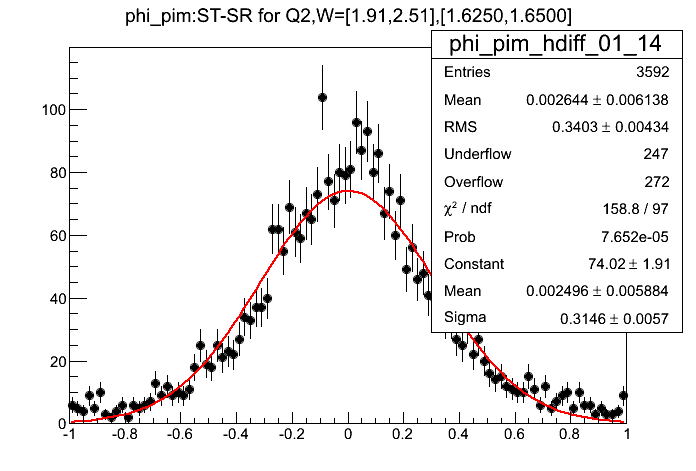 phi_pim:ST-SR for Q2,W=[1.91,2.51],[1.6250,1.6500]
phi_pim_hdiff_01_14
Entries 3592
Mean 0.002644 ± 0.006138
RMS 0.3403 ± 0.00434
Underflow 247
Overflow 272
χ² / ndf 158.8 / 97
Prob 7.652e-05
Constant 74.02 ± 1.91
Mean 0.002496 ± 0.005884
Sigma 0.3146 ± 0.0057
100
80
60
40
20
0
-1 -0.8 -0.6 -0.4 -0.2 0 0.2 0.4 0.6 0.8 1